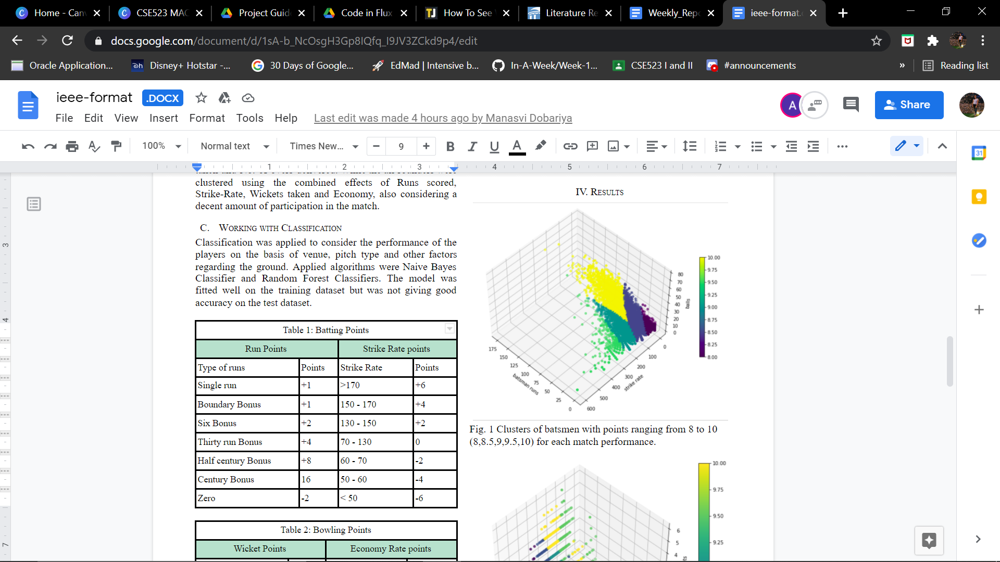 Home - Can
CSE523 MAC
Project Guid
Code in Flux
How To See
Literature Re
Weekly_Rep
ieee-format.
docs.google.com/document/d/1sA-b_NcOsgH3Gp8IQfq_I9JV3ZCkd9p4/edit
Oracle Application...
Disney+ Hotstar -...
30 Days of Google...
EdMad | Intensive b...
In-A-Week/Week-1...
CSE523 I and II
#announcements
»
Reading list
ieee-format .DOCX
A
Share
File Edit View Insert Format Tools Help
Last edit was made 4 hours ago by Manasvi Dobariya
100% Normal text Times New... − 9 + B I U A
31
1 2 3 4 5 6 7
clustered using the combined effects of Runs scored,
Strike-Rate, Wickets taken and Economy, also considering a
decent amount of participation in the match.
C. WORKING WITH CLASSIFICATION
Classification was applied to consider the performance of the
players on the basis of venue, pitch type and other factors
regarding the ground. Applied algorithms were Naive Bayes
Classifier and Random Forest Classifiers. The model was
fitted well on the training dataset but was not giving good
accuracy on the test dataset.
Table 1: Batting Points
Run Points Strike Rate points
Type of runs Points Strike Rate Points
Single run +1 >170 +6
Boundary Bonus +1 150 - 170 +4
Six Bonus +2 130 - 150 +2
Thirty run Bonus +4 70 - 130 0
Half century Bonus +8 60 - 70 -2
Century Bonus 16 50 - 60 -4
Zero -2 < 50 -6
Table 2: Bowling Points
Wicket Points Economy Rate points
IV. RESULTS
10.00
9.75
9.50
9.25
9.00
8.75
8.50
8.25
8.00
80
70
60
50
40
30
20
10
0
balls
175
150
125
100
75
50
25
0
batsman runs
0
100
200
300
400
500
600
strike rate
Fig. 1 Clusters of batsmen with points ranging from 8 to 10
(8,8.5,9,9.5,10) for each match performance.
10.00
9.75
9.50
9.25
6
5
4
3
4
7